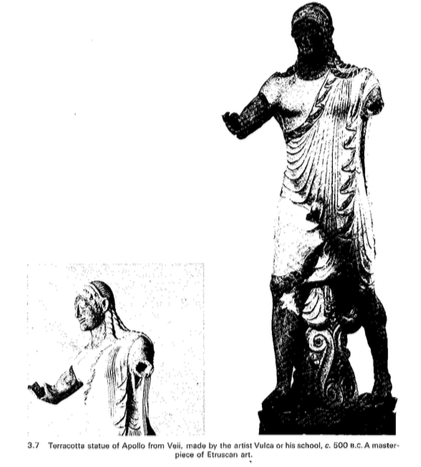 3.7 Terracotta statue of Apollo from Veii, made by the artist Vulca or his school, c. 500 B.C. A master-
piece of Etruscan art.